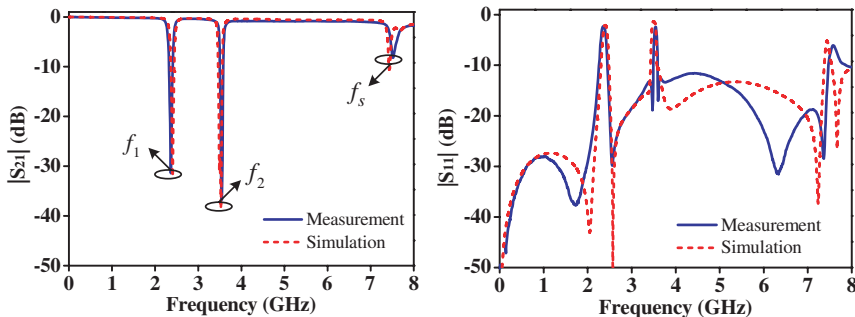 |S21| (dB)
0
-10
-20
-30
-40
-50
f1
f2
fs
Measurement
Simulation
0 1 2 3 4 5 6 7 8
Frequency (GHz)
|S11| (dB)
0
-10
-20
-30
-40
-50
Measurement
Simulation
0 1 2 3 4 5 6 7 8
Frequency (GHz)